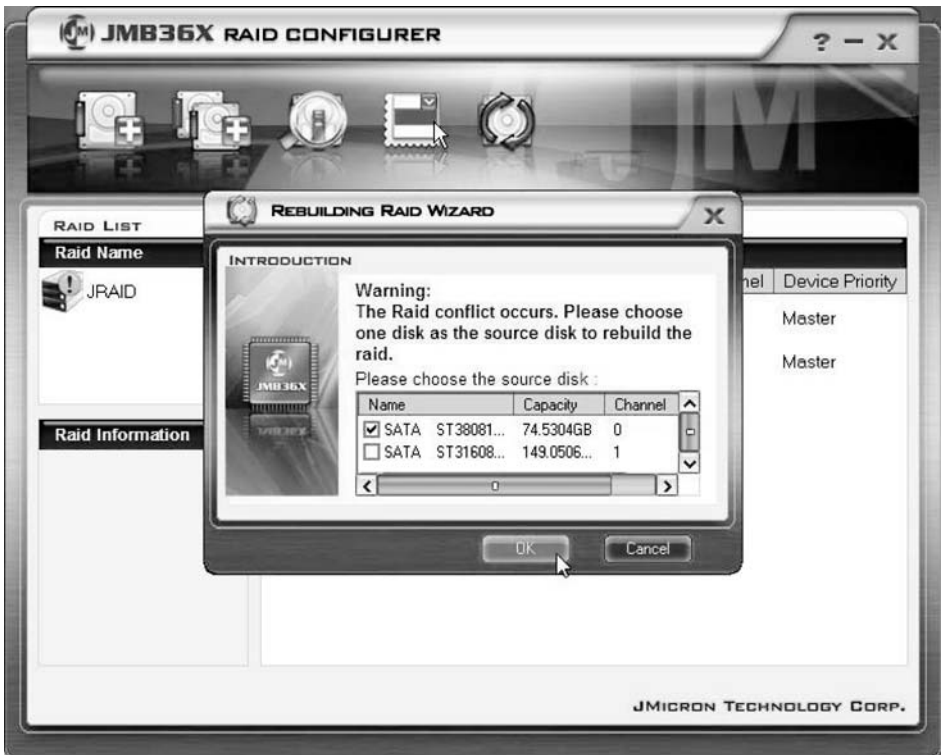 JMB36X RAID CONFIGURER
? – X
RAID LIST
Raid Name
JRAID
Raid Information
nel Device Priority
Master
Master
REBUILDING RAID WIZARD
X
INTRODUCTION
JMB36X
Warning:
The Raid conflict occurs. Please choose
one disk as the source disk to rebuild the
raid.
Please choose the source disk :
Name Capacity Channel
SATA ST38081... 74.5304GB 0
SATA ST31608... 149.0506... 1
OK Cancel
JMICRON TECHNOLOGY CORP.